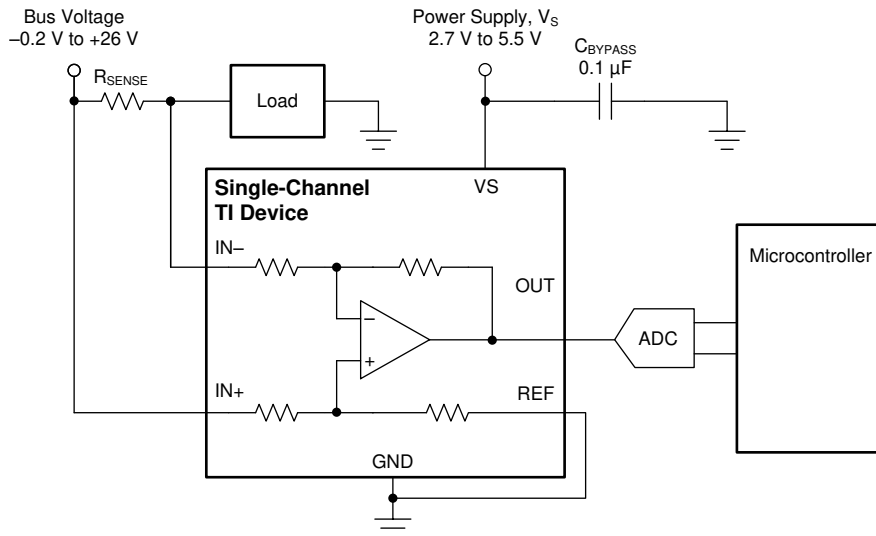 Bus Voltage
–0.2 V to +26 V
Power Supply, VS
2.7 V to 5.5 V
CBYPASS
0.1 µF
RSENSE
Load
VS
Single-Channel
TI Device
IN–
OUT
Microcontroller
–
ADC
+
IN+
REF
GND